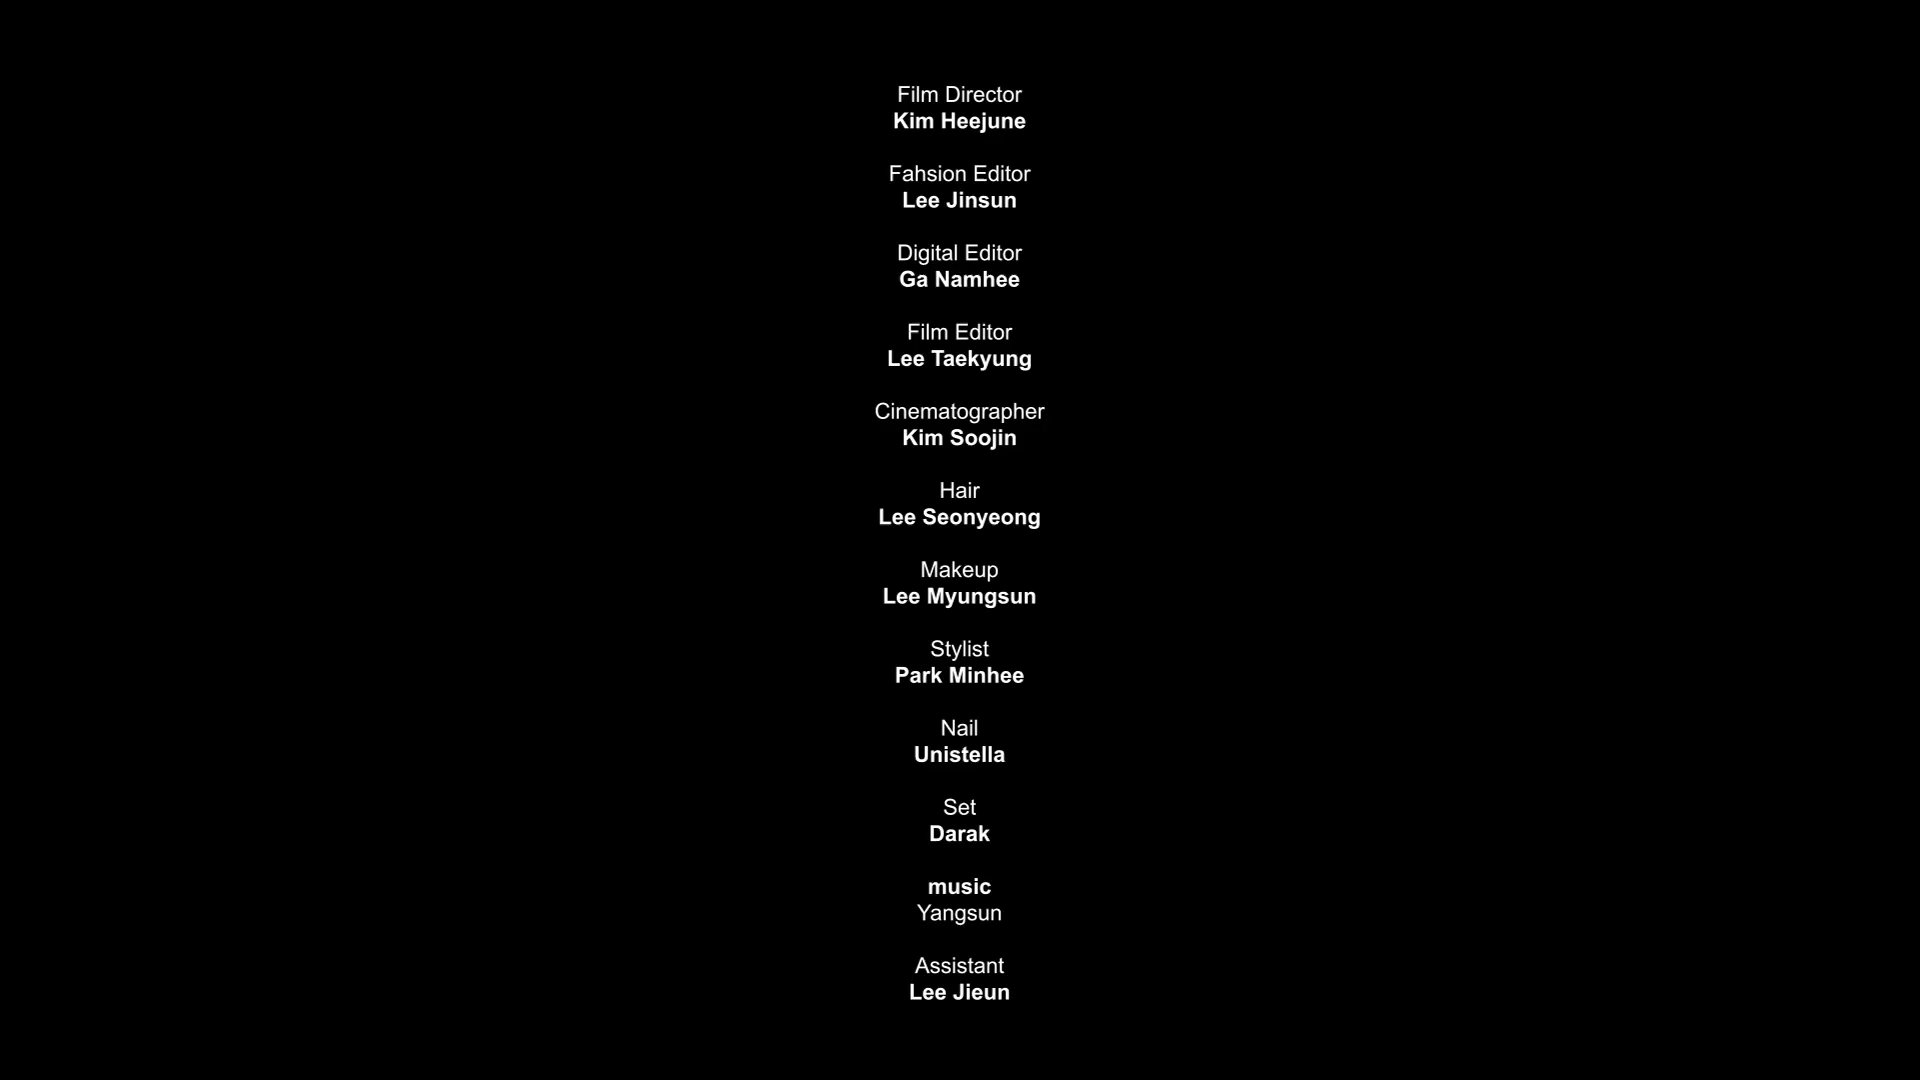 Film Director
Kim Heejune
Fahsion Editor
Lee Jinsun
Digital Editor
Ga Namhee
Film Editor
Lee Taekyung
Cinematographer
Kim Soojin
Hair
Lee Seonyeong
Makeup
Lee Myungsun
Stylist
Park Minhee
Nail
Unistella
Set
Darak
music
Yangsun
Assistant
Lee Jieun